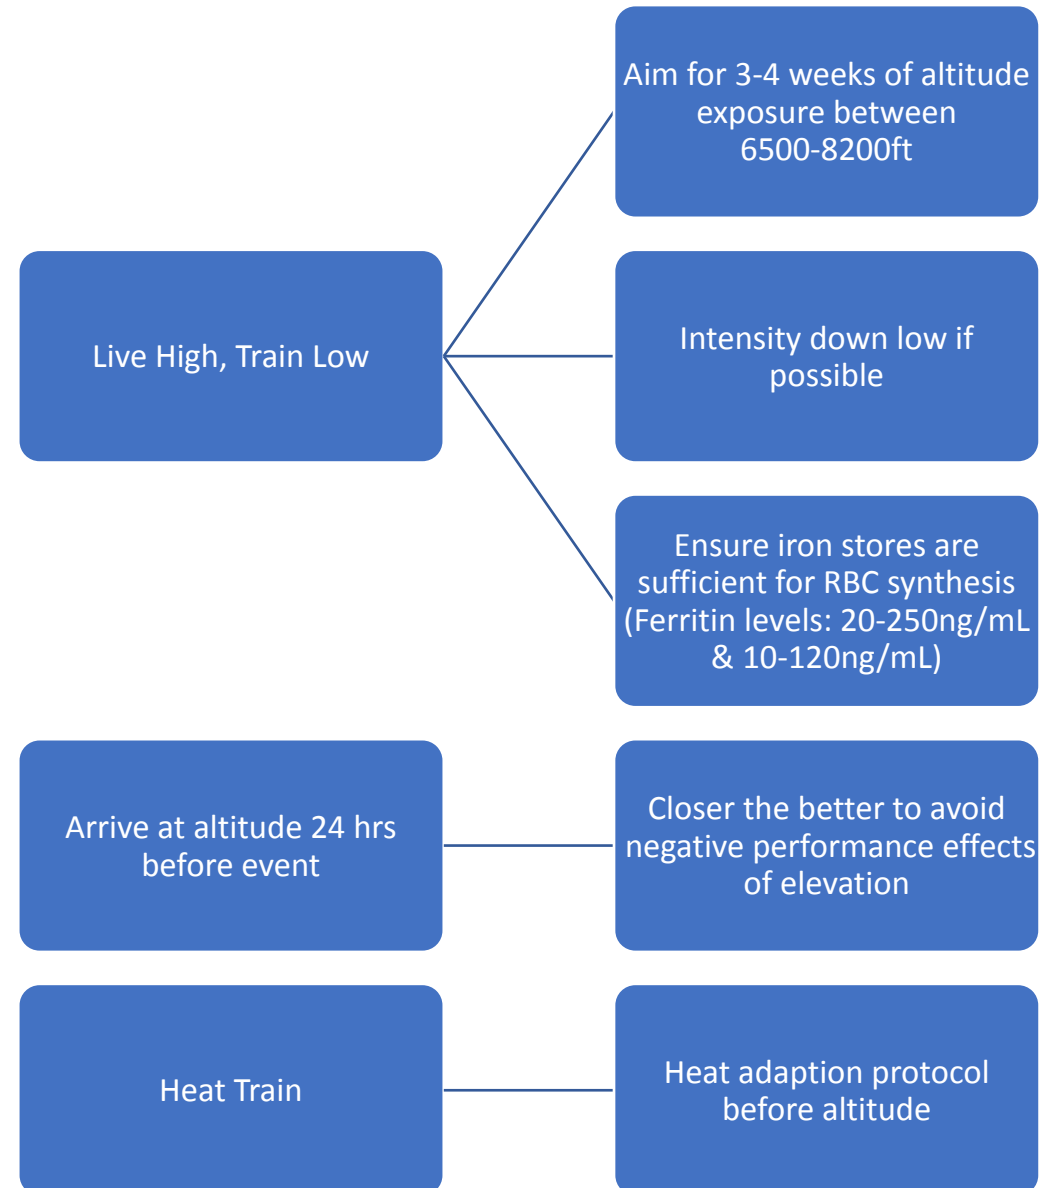 Live High, Train Low
Aim for 3-4 weeks of altitude
exposure between
6500-8200ft
Intensity down low if
possible
Ensure iron stores are
sufficient for RBC synthesis
(Ferritin levels: 20-250ng/mL
& 10-120ng/mL)
Arrive at altitude 24 hrs
before event
Closer the better to avoid
negative performance effects
of elevation
Heat Train
Heat adaption protocol
before altitude